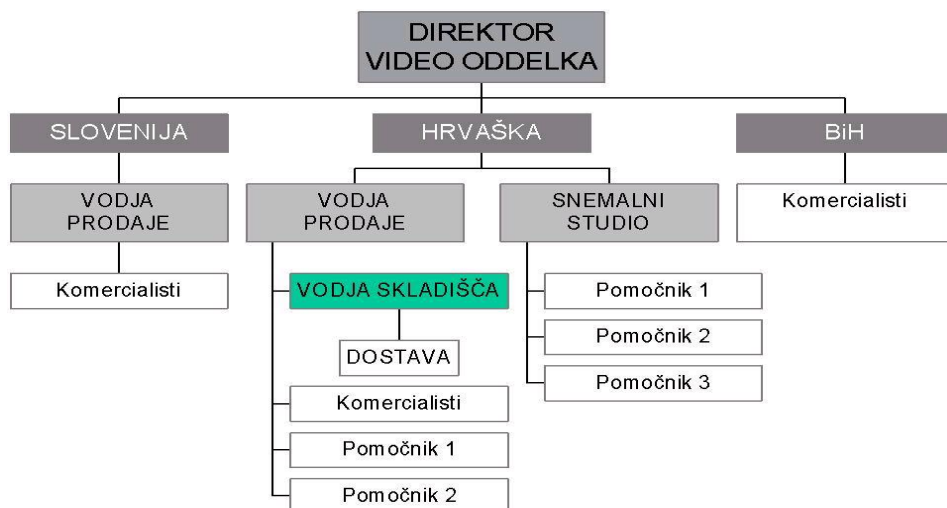 DIREKTOR
VIDEO ODDELKA
SLOVENIJA
HRVAŠKA
BiH
VODJA
PRODAJE
VODJA
PRODAJE
SNEMALNI
STUDIO
Komercialisti
Komercialisti
VODJA SKLADIŠČA
Pomočnik 1
DOSTAVA
Pomočnik 2
Pomočnik 3
Komercialisti
Pomočnik 1
Pomočnik 2